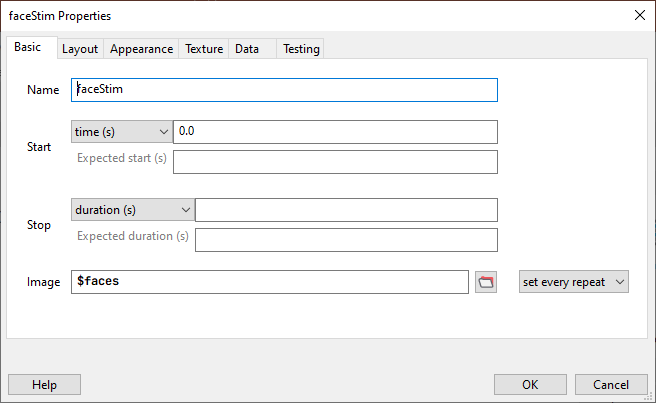 faceStim Properties
Basic Layout Appearance Texture Data Testing
Name faceStim
Start time (s) 0.0
Expected start (s)
Stop duration (s)
Expected duration (s)
Image $faces set every repeat
Help OK Cancel